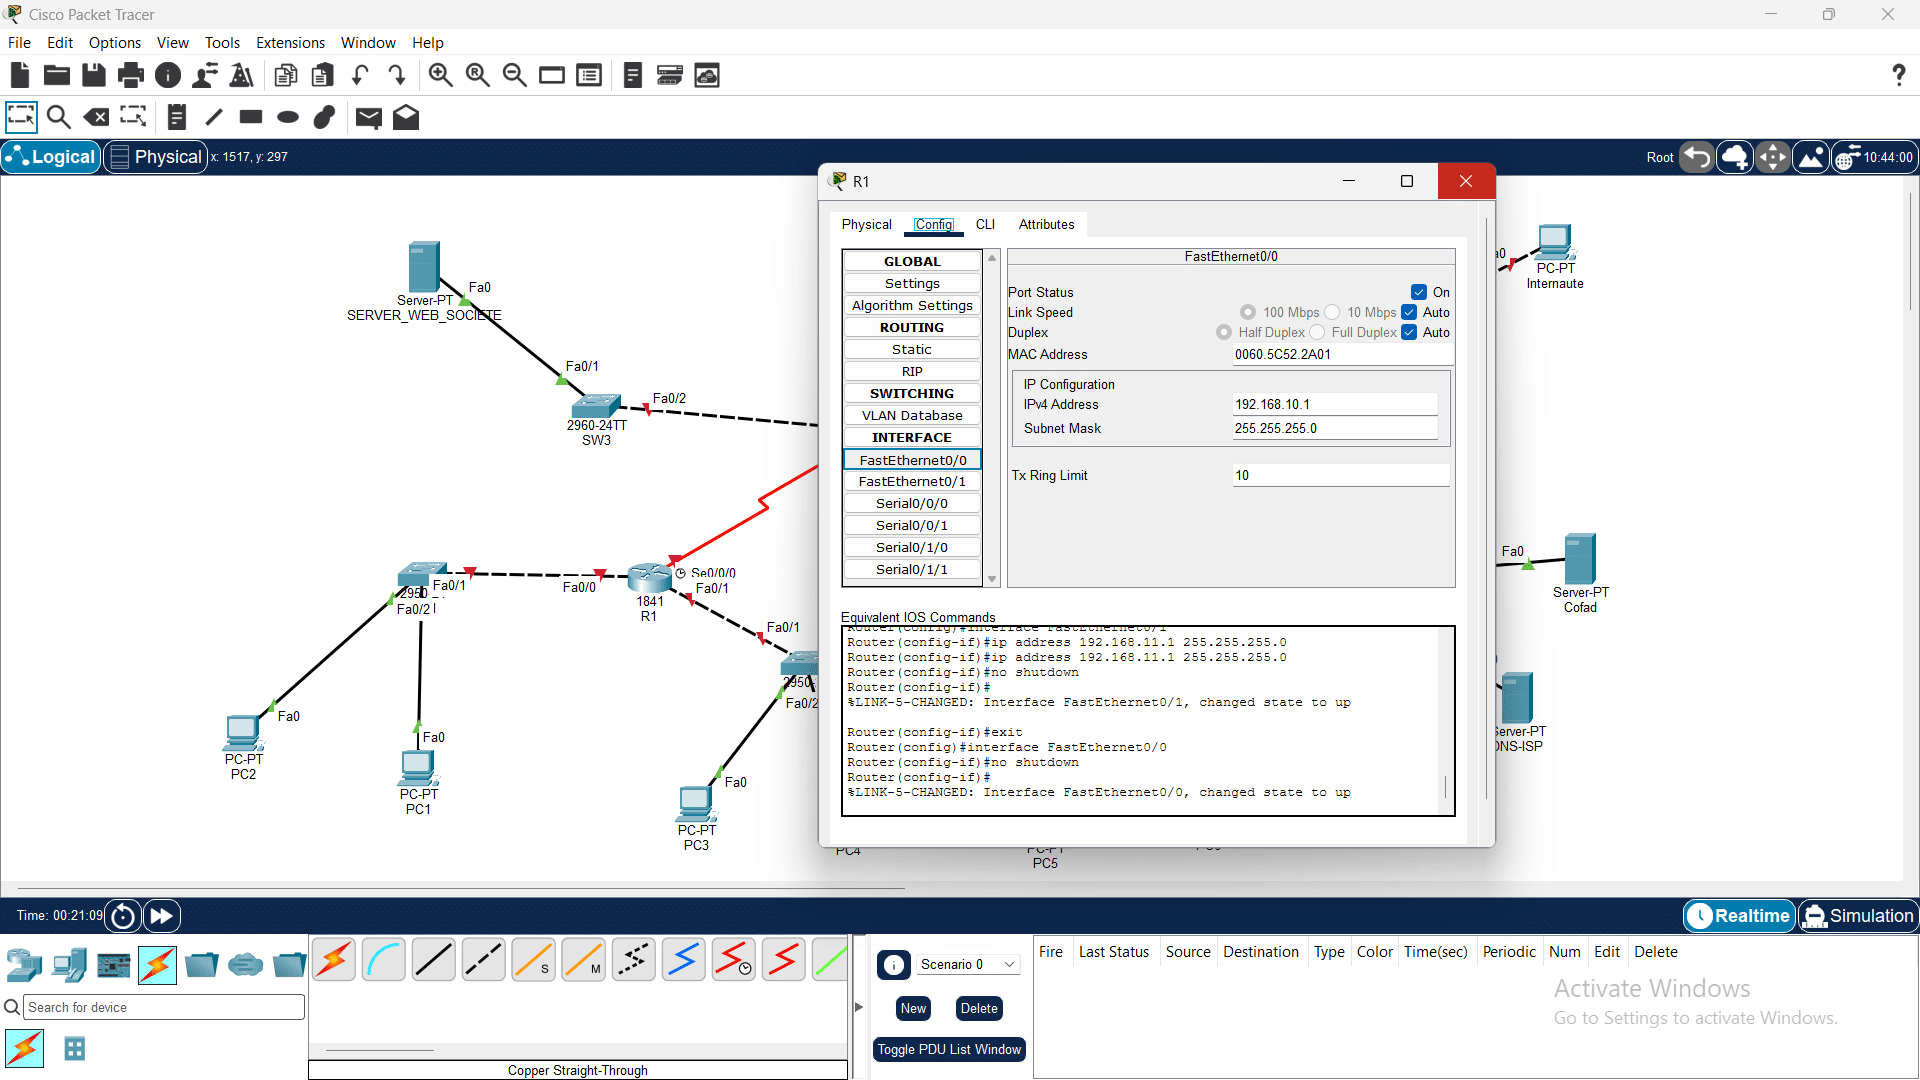 Cisco Packet Tracer
File Edit Options View Tools Extensions Window Help
Logical Physical x: 1517, y: 297 Root 10:44:00
R1
Physical Config CLI Attributes
GLOBAL
Settings
Algorithm Settings
ROUTING
Static
RIP
SWITCHING
VLAN Database
INTERFACE
FastEthernet0/0
FastEthernet0/1
Serial0/0/0
Serial0/0/1
Serial0/1/0
Serial0/1/1
FastEthernet0/0
Port Status On
Link Speed 100 Mbps 10 Mbps Auto
Duplex Half Duplex Full Duplex Auto
MAC Address 0060.5C52.2A01
IP Configuration
IPv4 Address 192.168.10.1
Subnet Mask 255.255.255.0
Tx Ring Limit 10
Equivalent IOS Commands
Router(config)#interface FastEthernet0/1
Router(config-if)#ip address 192.168.11.1 255.255.255.0
Router(config-if)#ip address 192.168.11.1 255.255.255.0
Router(config-if)#no shutdown
Router(config-if)#
%LINK-5-CHANGED: Interface FastEthernet0/1, changed state to up
Router(config-if)#exit
Router(config)#interface FastEthernet0/0
Router(config-if)#no shutdown
Router(config-if)#
%LINK-5-CHANGED: Interface FastEthernet0/0, changed state to up
Fa0
Server-PT
SERVER_WEB_SOCIETE
Fa0/1
Fa0/2
2960-24TT
SW3
PC-PT
Internaute
Fa0
Server-PT
Cofad
Fa0/1
2950-
Fa0/2
Fa0/0
Se0/0/0
Fa0/1
1841
R1
Fa0/1
2950-
Fa0/2
Server-PT
DNS-ISP
Fa0
PC-PT
PC2
Fa0
PC-PT
PC1
Fa0
PC-PT
PC3
PC4
PC-PT
PC5
Time: 00:21:09 Realtime Simulation
Search for device
S
M
Copper Straight-Through
Scenario 0
New Delete
Toggle PDU List Window
Fire Last Status Source Destination Type Color Time(sec) Periodic Num Edit Delete
Activate Windows
Go to Settings to activate Windows.